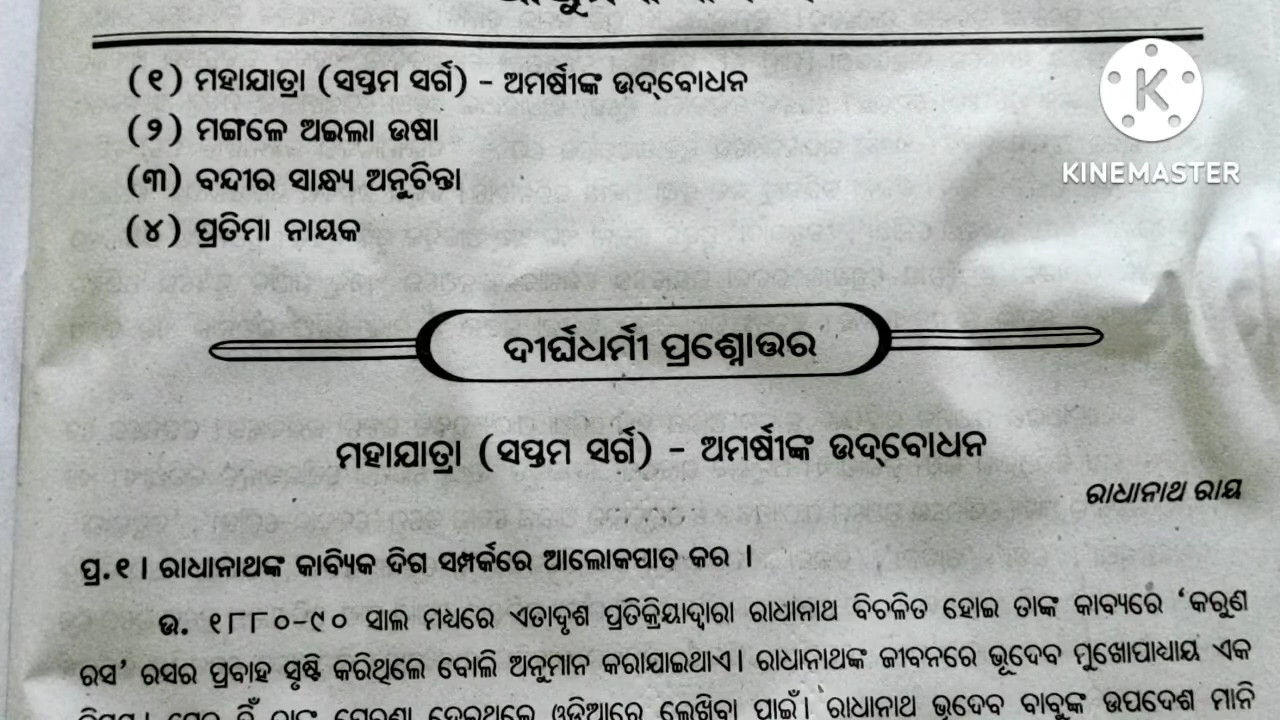 (୧) ମହାଯାତ୍ରା (ସପ୍ତମ ସର୍ଗ) - ଅମର୍ଷୀଙ୍କ ଉଦ୍‌ବୋଧନ
(୨) ମଙ୍ଗଳେ ଅଇଲା ଉଷା
(୩) ବନ୍ଦୀର ସାନ୍ଧ୍ୟ ଅନୁଚିନ୍ତା
(୪) ପ୍ରତିମା ନାୟକ
K
KINEMASTER
ଦୀର୍ଘଧର୍ମୀ ପ୍ରଶ୍ନୋତ୍ତର
ମହାଯାତ୍ରା (ସପ୍ତମ ସର୍ଗ) - ଅମର୍ଷୀଙ୍କ ଉଦ୍‌ବୋଧନ
ରାଧାନାଥ ରାୟ
ପ୍ର.୧ । ରାଧାନାଥଙ୍କ କାବ୍ୟିକ ଦିଗ ସମ୍ପର୍କରେ ଆଲୋକପାତ କର ।
ଉ. ୧୮୮୦-୯୦ ସାଲ ମଧ୍ୟରେ ଏତାଦୃଶ ପ୍ରତିକ୍ରିୟାଦ୍ୱାରା ରାଧାନାଥ ବିଚଳିତ ହୋଇ ତାଙ୍କ କାବ୍ୟରେ ‘କରୁଣ
ରସ’ ରସର ପ୍ରବାହ ସୃଷ୍ଟି କରିଥିଲେ ବୋଲି ଅନୁମାନ କରାଯାଇଥାଏ। ରାଧାନାଥଙ୍କ ଜୀବନରେ ଭୂଦେବ ମୁଖୋପାଧ୍ୟାୟ ଏକ
ଓଡ଼ିଆରେ ଲେଖିବା ପାଇଁ। ରାଧାନାଥ ଭୂଦେବ ବାବୁଙ୍କ ଉପଦେଶ ମାନି